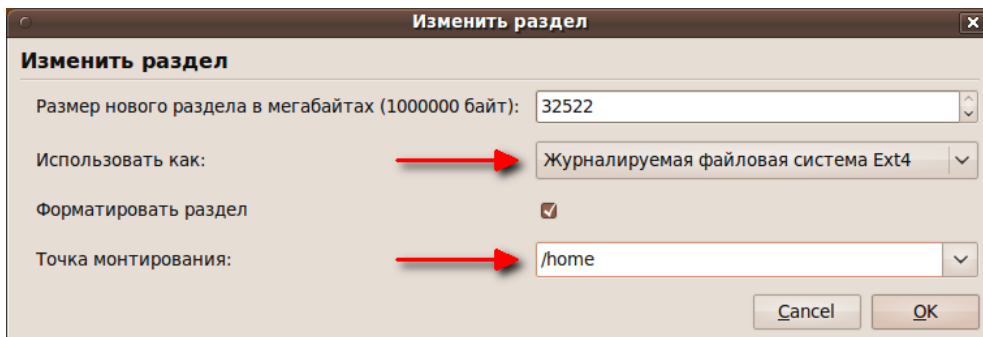 Изменить раздел
Изменить раздел
Размер нового раздела в мегабайтах (1000000 байт): 32522
Использовать как: Журналируемая файловая система Ext4
Форматировать раздел
Точка монтирования: /home
Cancel OK